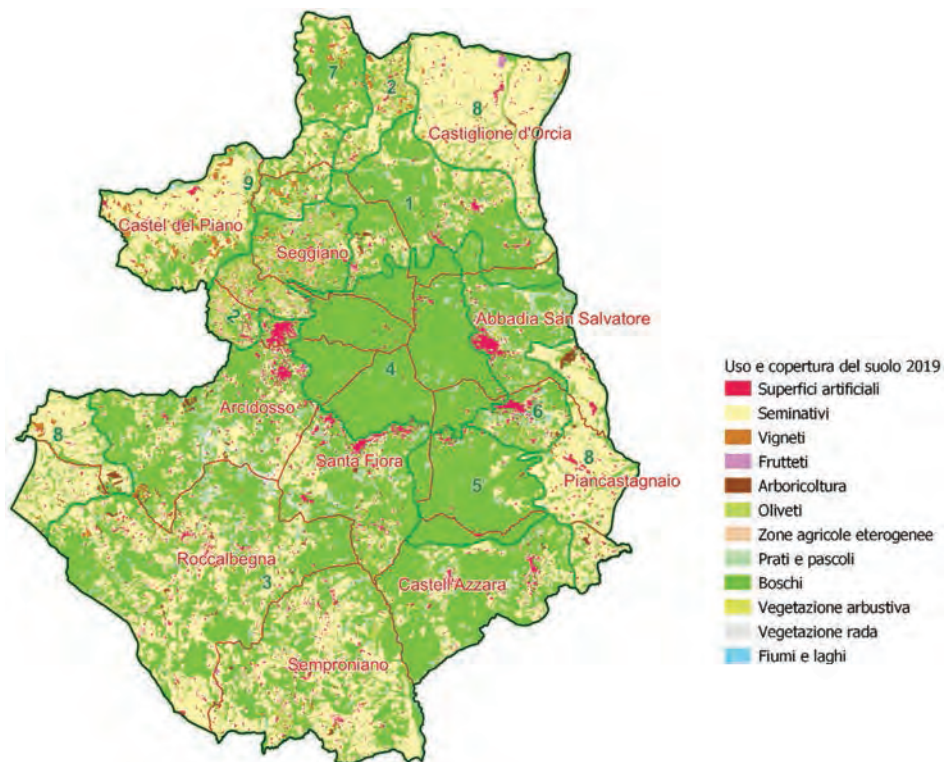 7
2
8
Castiglione d'Orcia
9
1
Castel del Piano
Seggiano
2
Abbadia San Salvatore
4
Arcidosso
6
8
Santa Fiora
8
5
Piancastagnaio
Roccalbegna
3
Castell'Azzara
Semproniano
Uso e copertura del suolo 2019
Superfici artificiali
Seminativi
Vigneti
Frutteti
Arboricoltura
Oliveti
Zone agricole eterogenee
Prati e pascoli
Boschi
Vegetazione arbustiva
Vegetazione rada
Fiumi e laghi